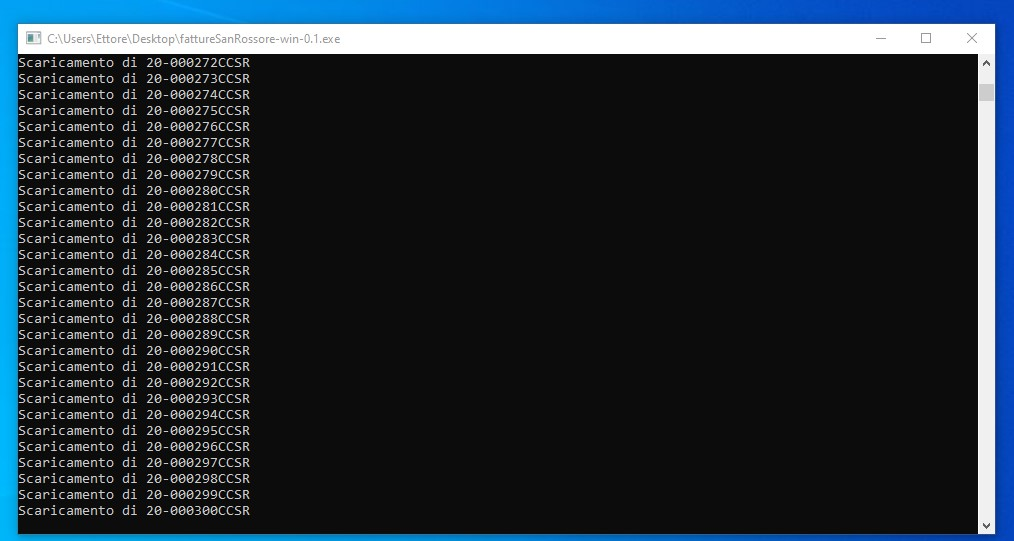 C:\Users\Ettore\Desktop\fattureSanRossore-win-0.1.exe
Scaricamento di 20-000272CCSR
Scaricamento di 20-000273CCSR
Scaricamento di 20-000274CCSR
Scaricamento di 20-000275CCSR
Scaricamento di 20-000276CCSR
Scaricamento di 20-000277CCSR
Scaricamento di 20-000278CCSR
Scaricamento di 20-000279CCSR
Scaricamento di 20-000280CCSR
Scaricamento di 20-000281CCSR
Scaricamento di 20-000282CCSR
Scaricamento di 20-000283CCSR
Scaricamento di 20-000284CCSR
Scaricamento di 20-000285CCSR
Scaricamento di 20-000286CCSR
Scaricamento di 20-000287CCSR
Scaricamento di 20-000288CCSR
Scaricamento di 20-000289CCSR
Scaricamento di 20-000290CCSR
Scaricamento di 20-000291CCSR
Scaricamento di 20-000292CCSR
Scaricamento di 20-000293CCSR
Scaricamento di 20-000294CCSR
Scaricamento di 20-000295CCSR
Scaricamento di 20-000296CCSR
Scaricamento di 20-000297CCSR
Scaricamento di 20-000298CCSR
Scaricamento di 20-000299CCSR
Scaricamento di 20-000300CCSR